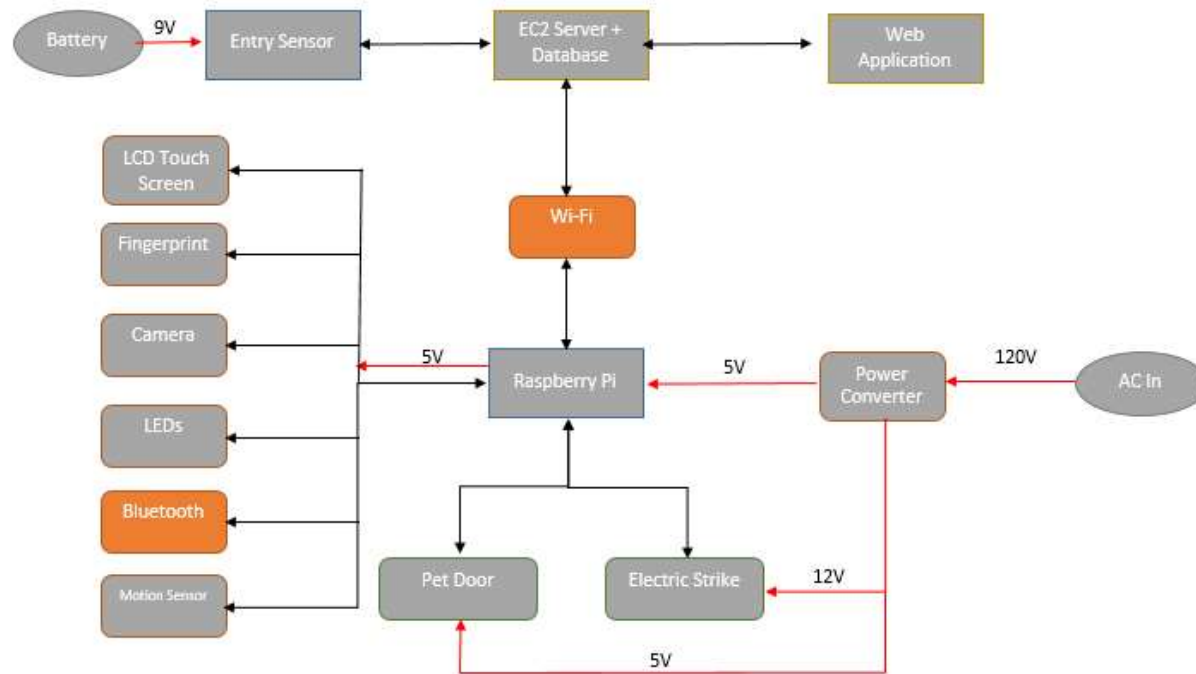 Battery
9V
Entry Sensor
EC2 Server +
Database
Web
Application
LCD Touch
Screen
Fingerprint
Wi-Fi
Camera
5V
Raspberry Pi
5V
Power
Converter
120V
AC In
LEDs
Bluetooth
Motion Sensor
Pet Door
Electric Strike
12V
5V